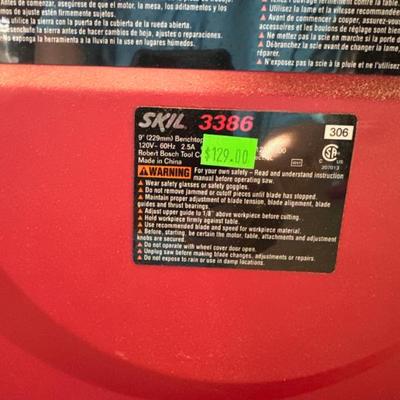 Antes de comenzar, asegúrese
de la mesa, los aditamentos y los
mos de ajuste estén firmemente sujetos.
utilice la sierra con la puerta de la cubierta de la rueda abierta.
Desenchufe la sierra antes de hacer cambios de hoja, ajustes o reparaciones.
No exponga la herramienta a la lluvia ni la use en lugares húmedos.
Utilisez la lame et la vitesse recommandées
Avant de commencer à couper, assurez-vous
accessoires et les boutons de réglage sont bien
Ne mettez pas la scie en marche si le
Débranchez la scie avant de changer la lame,
N'exposez pas la scie à la pluie et ne l'utilisez
SKIL 3386
306
9" (229mm) Benchtop
120V~ 60Hz 2.5A
Robert Bosch Tool
Made in China
$129.00
C US
WARNING For your own safety – Read and understand instruction
manual before operating saw.
Wear safety glasses or safety goggles.
Do not remove jammed or cutoff pieces until blade has stopped.
Maintain proper adjustment of blade tension, blade alignment, blade
guides and thrust bearings.
Adjust upper guide to 1/8" above workpiece before cutting.
Hold workpiece firmly against table.
Use recommended blade and speed for workpiece material.
Before, starting, be certain the motor, table, attachments and adjustment
knobs are secured.
Do not operate with wheel cover door open.
Unplug saw before making blade changes, adjustments or repairs.
Do not expose to rain or use in damp locations.